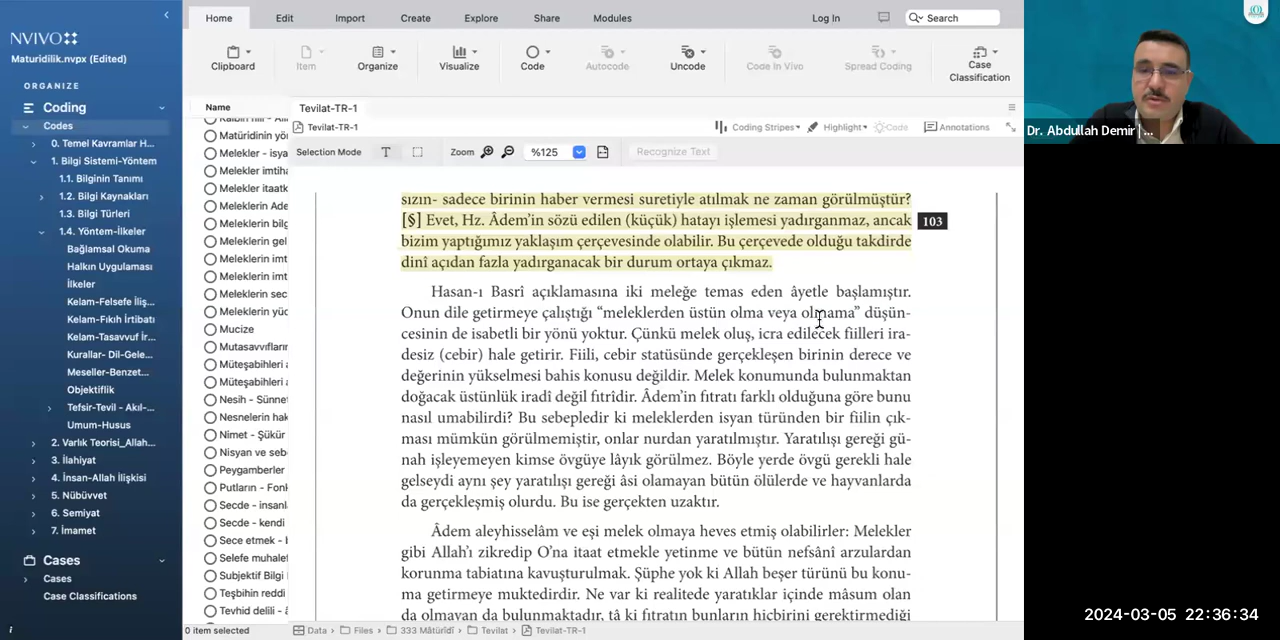 NVIVO
Maturidilik.nvpx (Edited)
ORGANIZE
Coding
Codes
0. Temel Kavramlar H...
1. Bilgi Sistemi-Yöntem
1.1. Bilginin Tanımı
1.2. Bilgi Kaynakları
1.3. Bilgi Türleri
1.4. Yöntem-İlkeler
Bağlamsal Okuma
Halkın Uygulaması
İlkeler
Kelam-Felsefe İliş...
Kelam-Fıkıh İrtibatı
Kelam-Tasavvuf İr...
Kurallar- Dil-Gele...
Meseller-Benzet...
Objektiflik
Tefsir-Tevil - Akıl-...
Umum-Husus
2. Varlık Teorisi_Allah...
3. İlahiyat
4. İnsan-Allah İlişkisi
5. Nübüvvet
6. Semiyat
7. İmamet
Cases
Cases
Case Classifications
Home Edit Import Create Explore Share Modules Log In Search
Clipboard Item Organize Visualize Code Autocode Uncode Code In Vivo Spread Coding Case Classification
Name
Matüridinin yön
Melekler - isya
Melekler imtiha
Melekler itaatk
Meleklerin bilg
Meleklerin gel
Meleklerin imt
Meleklerin imt
Meleklerin sec
Meleklerin yüc
Mucize
Mutasavvıfların
Müteşabihleri a
Müteşabihleri a
Nesih - Sünnet
Nesnelerin hak
Nimet - Şükür
Nisyan ve seb
Peygamberler
Putların - Fonk
Secde - insanl
Secde - kendi
Sece etmek - b
Selefe muhalef
Subjektif Bilgi
Teşbihin reddi
Tevhid delili - â
0 item selected
Tevilat-TR-1
Tevilat-TR-1
Coding Stripes Highlight Code Annotations
Selection Mode T Zoom %125 Recognize Text
sizin- sadece birinin haber vermesi suretiyle atılmak ne zaman görülmüştür?
[§] Evet, Hz. Âdem’in sözü edilen (küçük) hatayı işlemesi yadırganmaz, ancak
103
bizim yaptığımız yaklaşım çerçevesinde olabilir. Bu çerçevede olduğu takdirde
dinî açıdan fazla yadırganacak bir durum ortaya çıkmaz.
Hasan-ı Basrî açıklamasına iki meleğe temas eden âyetle başlamıştır.
Onun dile getirmeye çalıştığı “meleklerden üstün olma veya olmama” düşün-
cesinin de isabetli bir yönü yoktur. Çünkü melek oluş, icra edilecek fiilleri ira-
desiz (cebir) hale getirir. Fiili, cebir statüsünde gerçekleşen birinin derece ve
değerinin yükselmesi bahis konusu değildir. Melek konumunda bulunmaktan
doğacak üstünlük iradî değil fıtrîdir. Âdem’in fıtratı farklı olduğuna göre bunu
nasıl umabilirdi? Bu sebepledir ki meleklerden isyan türünden bir fiilin çık-
ması mümkün görülmemiştir, onlar nurdan yaratılmıştır. Yaratılışı gereği gü-
nah işleyemeyen kimse övgüye lâyık görülmez. Böyle yerde övgü gerekli hale
gelseydi aynı şey yaratılışı gereği âsi olamayan bütün ölülerde ve hayvanlarda
da gerçekleşmiş olurdu. Bu ise gerçekten uzaktır.
Âdem aleyhisselâm ve eşi melek olmaya heves etmiş olabilirler: Melekler
gibi Allah’ı zikredip O’na itaat etmekle yetinme ve bütün nefsânî arzulardan
korunma tabiatına kavuşturulmak. Şüphe yok ki Allah beşer türünü bu konu-
ma getirmeye muktedirdir. Ne var ki realitede yaratıklar içinde mâsum olan
da olmayan da bulunmaktadır, tâ ki fıtratın bunların hiçbirini gerektirmediği
Data Files 333 Mâtürîdî Tevilat Tevilat-TR-1
Dr. Abdullah Demir | ...
2024-03-05 22:36:34